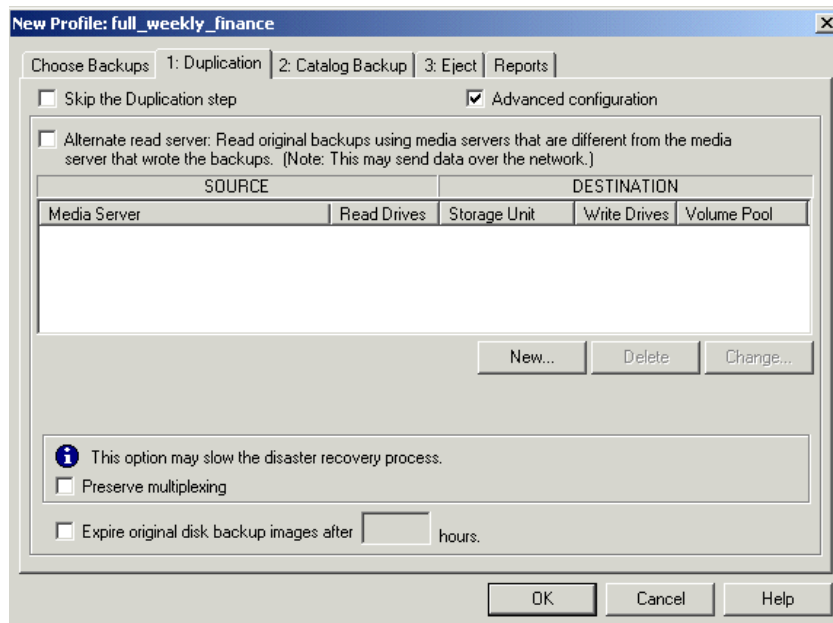 New Profile: full_weekly_finance
Choose Backups 1: Duplication 2: Catalog Backup 3: Eject Reports
Skip the Duplication step Advanced configuration
Alternate read server: Read original backups using media servers that are different from the media
server that wrote the backups. (Note: This may send data over the network.)
SOURCE DESTINATION
Media Server Read Drives Storage Unit Write Drives Volume Pool
New... Delete Change...
This option may slow the disaster recovery process.
Preserve multiplexing
Expire original disk backup images after hours.
OK Cancel Help